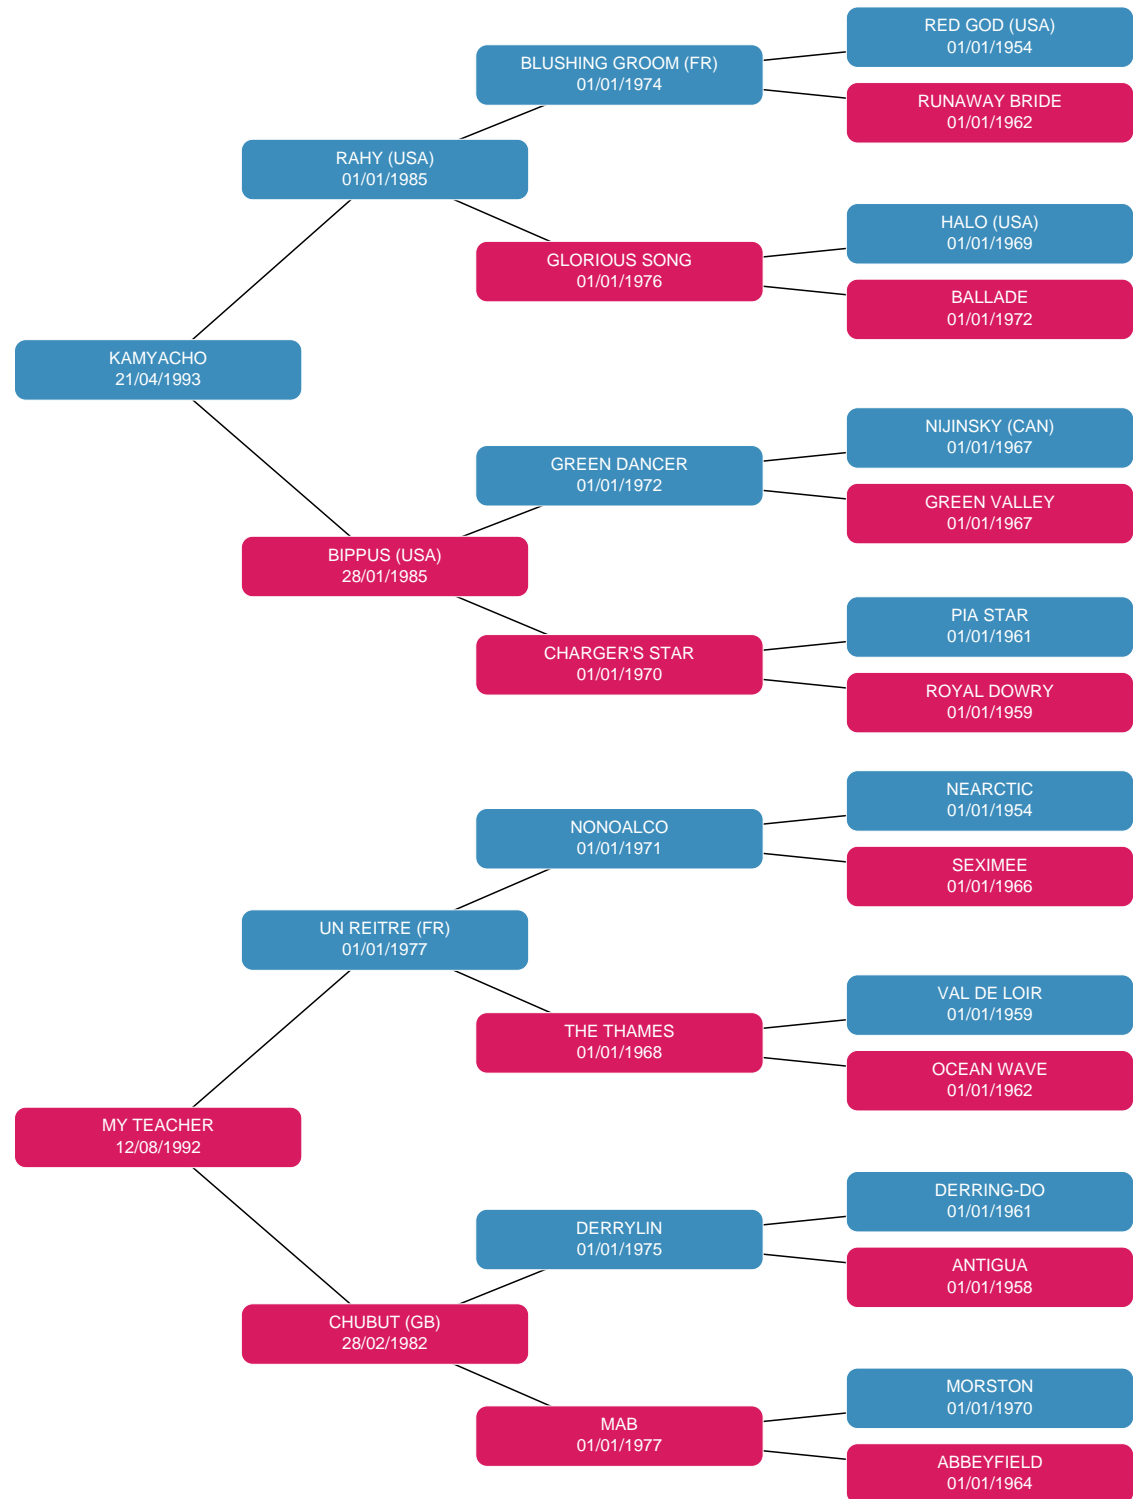 RED GOD (USA)
01/01/1954
BLUSHING GROOM (FR)
01/01/1974
RUNAWAY BRIDE
01/01/1962
RAHY (USA)
01/01/1985
HALO (USA)
01/01/1969
GLORIOUS SONG
01/01/1976
BALLADE
01/01/1972
KAMYACHO
21/04/1993
NIJINSKY (CAN)
01/01/1967
GREEN DANCER
01/01/1972
GREEN VALLEY
01/01/1967
BIPPUS (USA)
28/01/1985
PIA STAR
01/01/1961
CHARGER'S STAR
01/01/1970
ROYAL DOWRY
01/01/1959
NEARCTIC
01/01/1954
NONOALCO
01/01/1971
SEXIMEE
01/01/1966
UN REITRE (FR)
01/01/1977
VAL DE LOIR
01/01/1959
THE THAMES
01/01/1968
OCEAN WAVE
01/01/1962
MY TEACHER
12/08/1992
DERRING-DO
01/01/1961
DERRYLIN
01/01/1975
ANTIGUA
01/01/1958
CHUBUT (GB)
28/02/1982
MORSTON
01/01/1970
MAB
01/01/1977
ABBEYFIELD
01/01/1964